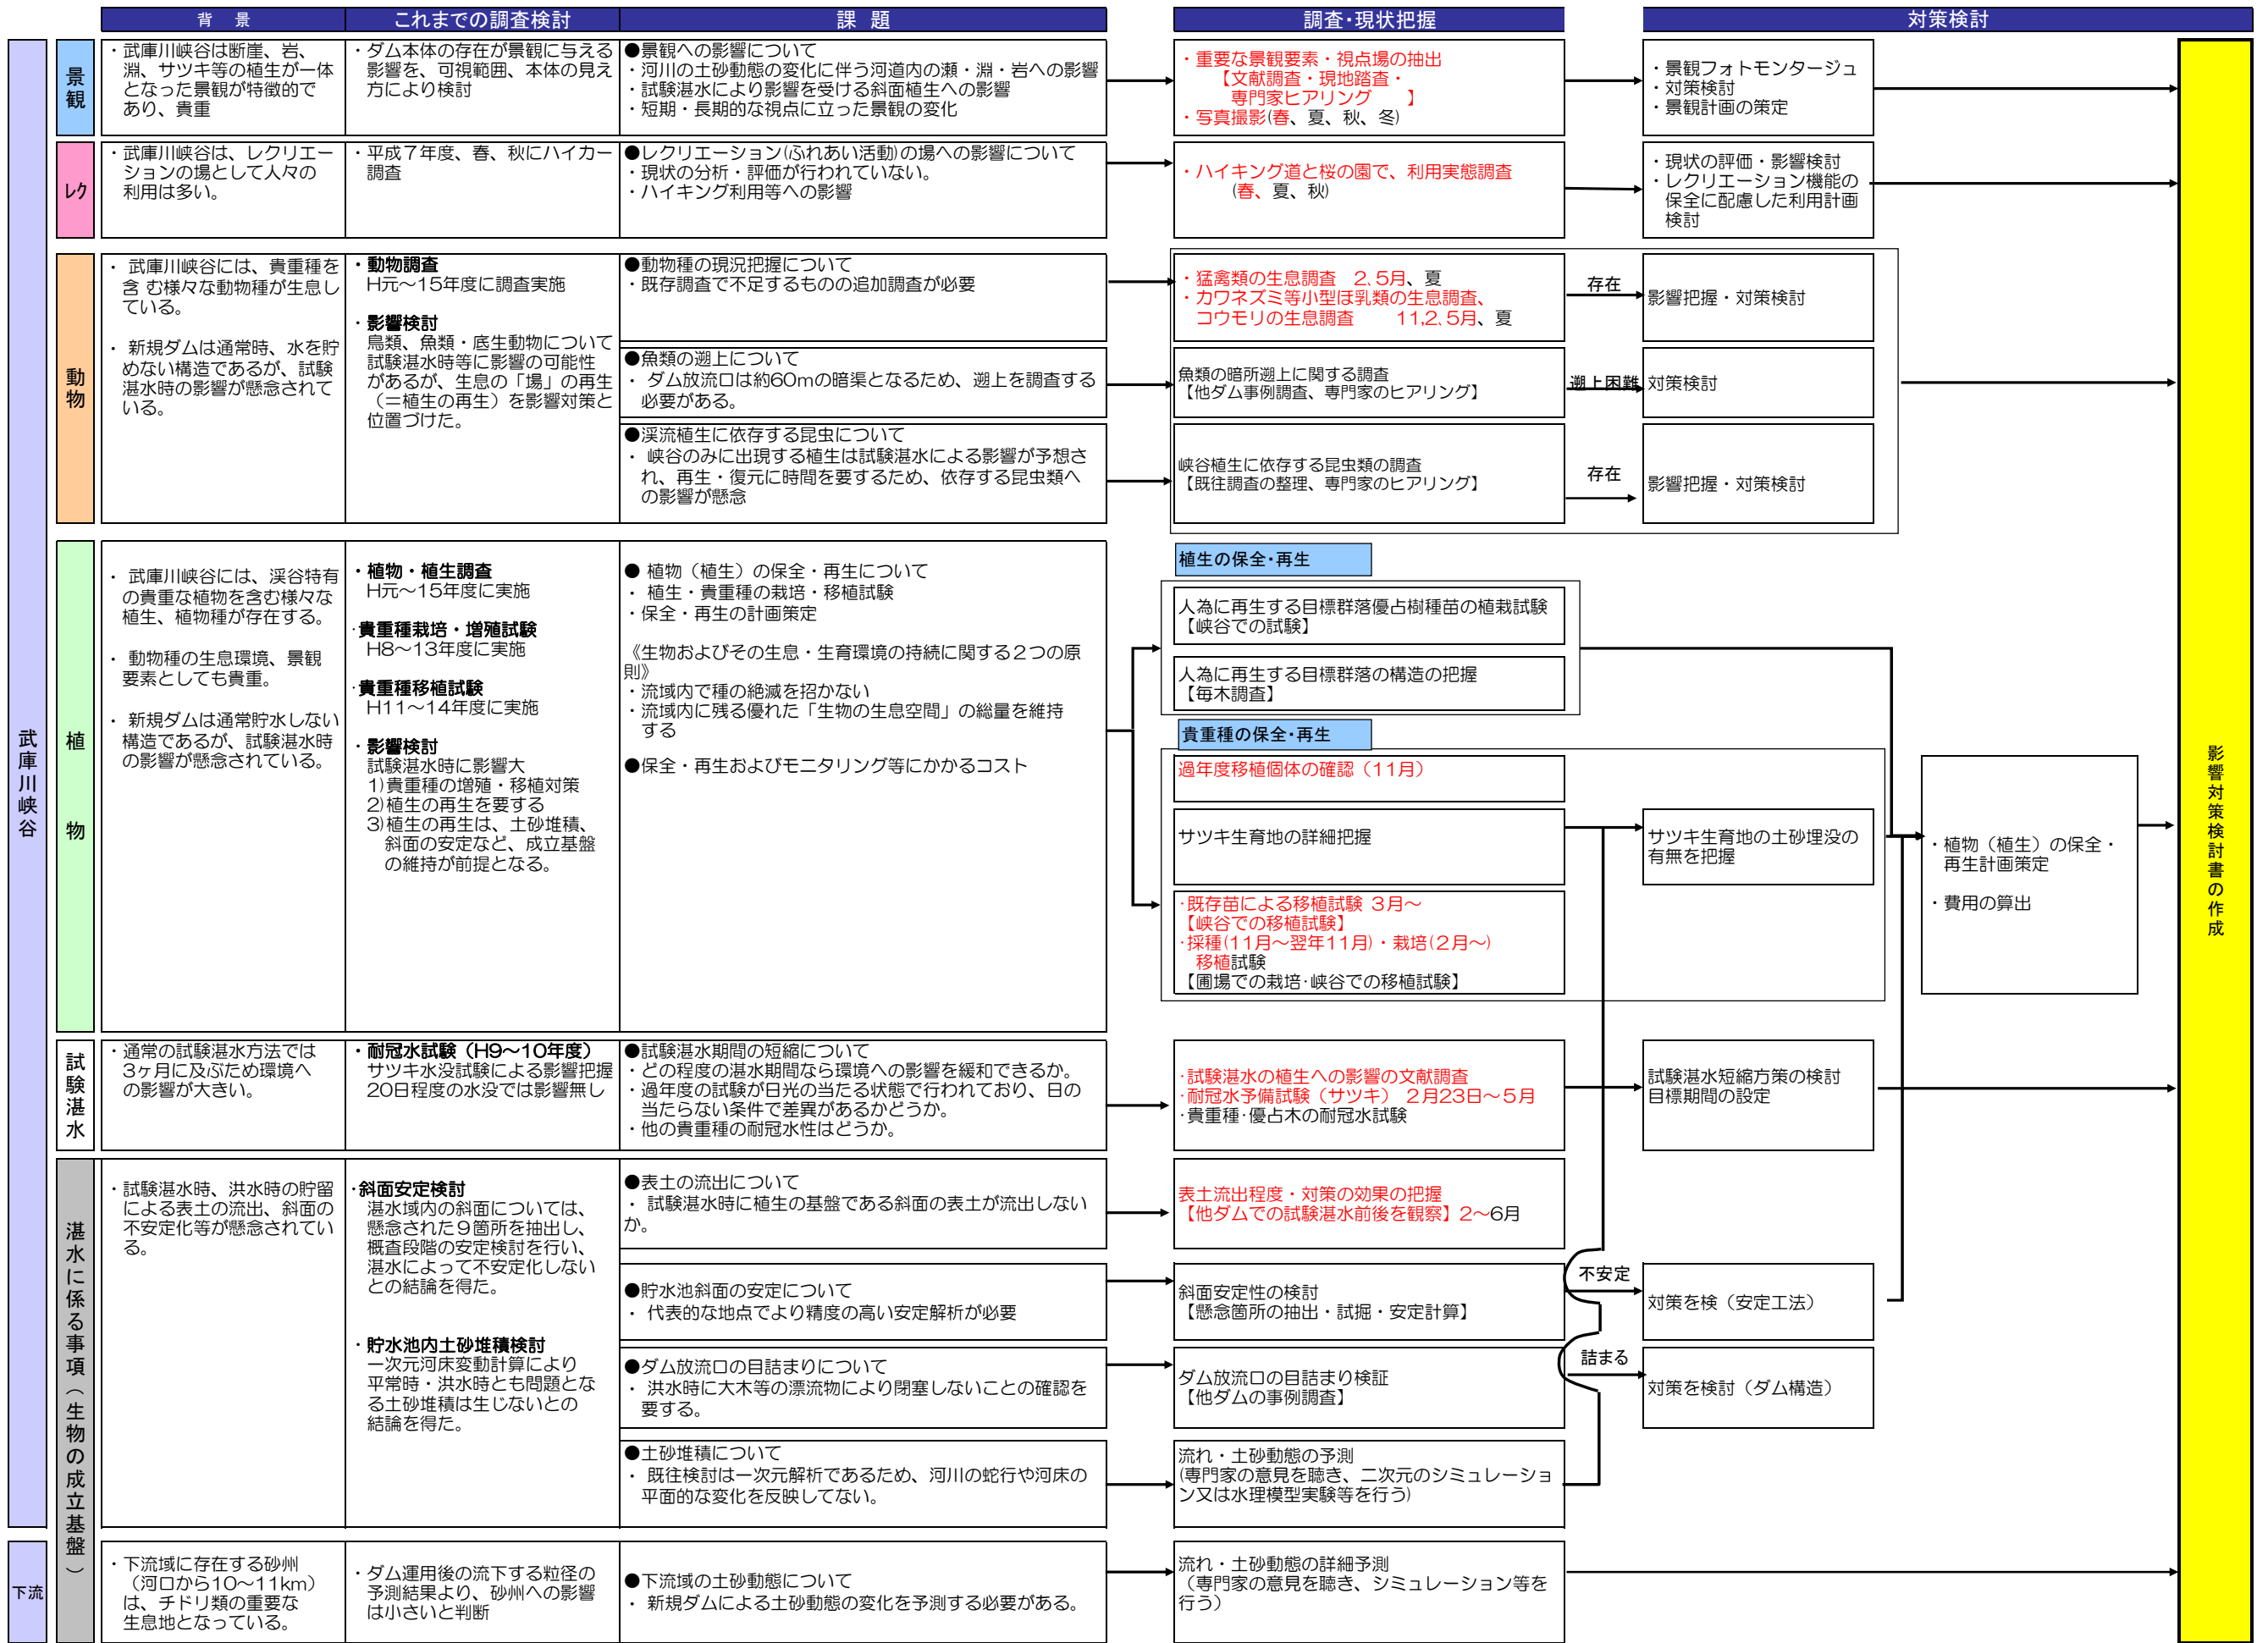 背　景
これまでの調査検討
課　題
調査・現状把握
対策検討
武庫川峡谷
景観
・武庫川峡谷は断崖、岩、
淵、サツキ等の植生が一体
となった景観が特徴的で
あり、貴重
・ダム本体の存在が景観に与える
影響を、可視範囲、本体の見え
方により検討
●景観への影響について
・河川の土砂動態の変化に伴う河道内の瀬・淵・岩への影響
・試験湛水により影響を受ける斜面植生への影響
・短期・長期的な視点に立った景観の変化
・重要な景観要素・視点場の抽出
【文献調査・現地踏査・
専門家ヒアリング　】
・写真撮影(春、夏、秋、冬)
・景観フォトモンタージュ
・対策検討
・景観計画の策定
レク
・武庫川峡谷は、レクリエー
ションの場として人々の
利用は多い。
・平成７年度、春、秋にハイカー
調査
●レクリエーション(ふれあい活動)の場への影響について
・現状の分析・評価が行われていない。
・ハイキング利用等への影響
・ハイキング道と桜の園で、利用実態調査
(春、夏、秋)
・現状の評価・影響検討
・レクリエーション機能の
保全に配慮した利用計画
検討
動物
・ 武庫川峡谷には、貴重種を
含 む様々な動物種が生息し
ている。
・ 新規ダムは通常時、水を貯
めない構造であるが、試験
湛水時の影響が懸念されて
いる。
・動物調査
H元～15年度に調査実施
・影響検討
鳥類、魚類・底生動物について
試験湛水時等に影響の可能性
があるが、生息の「場」の再生
（＝植生の再生）を影響対策と
位置づけた。
●動物種の現況把握について
・既存調査で不足するものの追加調査が必要
・猛禽類の生息調査　2､5月、夏
・カワネズミ等小型ほ乳類の生息調査、
コウモリの生息調査　　11,2､5月、夏
存在
影響把握・対策検討
●魚類の遡上について
・ ダム放流口は約60mの暗渠となるため、遡上を調査する
必要がある。
魚類の暗所遡上に関する調査
【他ダム事例調査、専門家のヒアリング】
遡上困難
対策検討
●渓流植生に依存する昆虫について
・ 峡谷のみに出現する植生は試験湛水による影響が予想さ
れ、再生・復元に時間を要するため、依存する昆虫類へ
の影響が懸念
峡谷植生に依存する昆虫類の調査
【既往調査の整理、専門家のヒアリング】
存在
影響把握・対策検討
植物
・ 武庫川峡谷には、渓谷特有
の貴重な植物を含む様々な
植生、植物種が存在する。
・ 動物種の生息環境、景観
要素としても貴重。
・ 新規ダムは通常貯水しない
構造であるが、試験湛水時
の影響が懸念されている。
・植物・植生調査
H元～15年度に実施
・貴重種栽培・増殖試験
H8～13年度に実施
・貴重種移植試験
H11～14年度に実施
・影響検討
試験湛水時に影響大
1)貴重種の増殖・移植対策
2)植生の再生を要する
3)植生の再生は、土砂堆積、
斜面の安定など、成立基盤
の維持が前提となる。
● 植物（植生）の保全・再生について
・ 植生・貴重種の栽培・移植試験
・保全・再生の計画策定
《生物およびその生息・生育環境の持続に関する２つの原
則》
・流域内で種の絶滅を招かない
・流域内に残る優れた「生物の生息空間」の総量を維持
する
●保全・再生およびモニタリング等にかかるコスト
植生の保全・再生
人為に再生する目標群落優占樹種苗の植栽試験
【峡谷での試験】
人為に再生する目標群落の構造の把握
【毎木調査】
貴重種の保全・再生
過年度移植個体の確認（11月）
サツキ生育地の詳細把握
サツキ生育地の土砂埋没の
有無を把握
・既存苗による移植試験 ３月～
【峡谷での移植試験】
・採種(11月～翌年11月)・栽培(２月～)
移植試験
【圃場での栽培・峡谷での移植試験】
・植物（植生）の保全・
再生計画策定
・費用の算出
影響対策検討書の作成
試験湛水
・通常の試験湛水方法では
3ヶ月に及ぶため環境へ
の影響が大きい。
・耐冠水試験（H9～10年度）
サツキ水没試験による影響把握
20日程度の水没では影響無し
●試験湛水期間の短縮について
・どの程度の湛水期間なら環境への影響を緩和できるか。
・過年度の試験が日光の当たる状態で行われており、日の
当たらない条件で差異があるかどうか。
・他の貴重種の耐冠水性はどうか。
・試験湛水の植生への影響の文献調査
・耐冠水予備試験（サツキ） ２月23日～５月
・貴重種・優占木の耐冠水試験
試験湛水短縮方策の検討
目標期間の設定
湛水に係る事項（生物の成立基盤）
・試験湛水時、洪水時の貯留
による表土の流出、斜面の
不安定化等が懸念されてい
る。
・斜面安定検討
湛水域内の斜面については、
懸念された９箇所を抽出し、
概査段階の安定検討を行い、
湛水によって不安定化しない
との結論を得た。
・貯水池内土砂堆積検討
一次元河床変動計算により
平常時・洪水時とも問題とな
る土砂堆積は生じないとの
結論を得た。
●表土の流出について
・ 試験湛水時に植生の基盤である斜面の表土が流出しない
か。
表土流出程度・対策の効果の把握
【他ダムでの試験湛水前後を観察】2～6月
●貯水池斜面の安定について
・ 代表的な地点でより精度の高い安定解析が必要
斜面安定性の検討
【懸念箇所の抽出・試掘・安定計算】
不安定
対策を検（安定工法）
●ダム放流口の目詰まりについて
・ 洪水時に大木等の漂流物により閉塞しないことの確認を
要する。
ダム放流口の目詰まり検証
【他ダムの事例調査】
詰まる
対策を検討（ダム構造）
●土砂堆積について
・ 既往検討は一次元解析であるため、河川の蛇行や河床の
平面的な変化を反映してない。
流れ・土砂動態の予測
(専門家の意見を聴き、二次元のシミュレーショ
ン又は水理模型実験等を行う)
下流
・下流域に存在する砂州
（河口から10～11km）
は、チドリ類の重要な
生息地となっている。
・ダム運用後の流下する粒径の
予測結果より、砂州への影響
は小さいと判断
●下流域の土砂動態について
・ 新規ダムによる土砂動態の変化を予測する必要がある。
流れ・土砂動態の詳細予測
（専門家の意見を聴き、シミュレーション等を
行う）